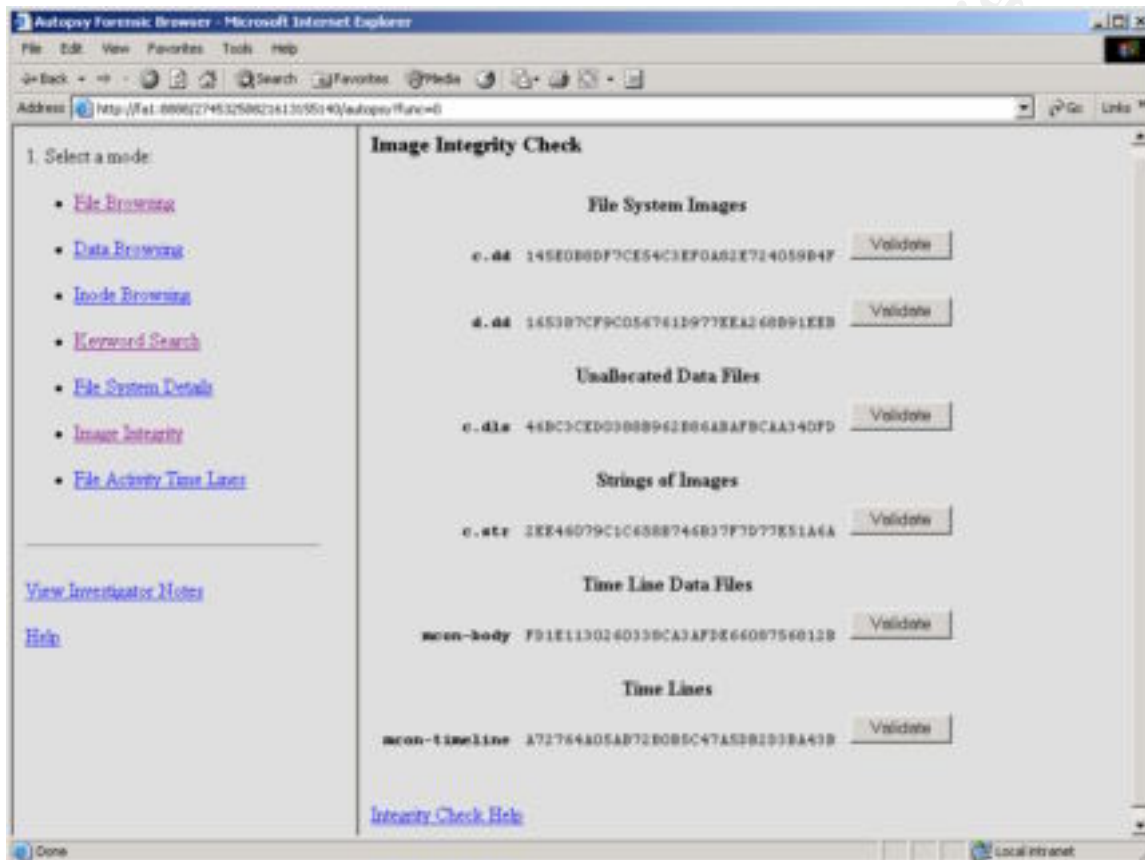 Autopsy Forensic Browser - Microsoft Internet Explorer
File Edit View Favorites Tools Help
Back Search Favorites Media
Address Go Links
1. Select a mode:
File Browsing
Data Browsing
Inode Browsing
Keyword Search
File System Details
Image Integrity
File Activity Time Lines
View Investigator Notes
Help
Image Integrity Check
File System Images
c.dd Validate
d.dd Validate
Unallocated Data Files
c.dls Validate
Strings of Images
c.str Validate
Time Line Data Files
mcon-body Validate
Time Lines
mcon-timeline Validate
Integrity Check Help
Done Local intranet